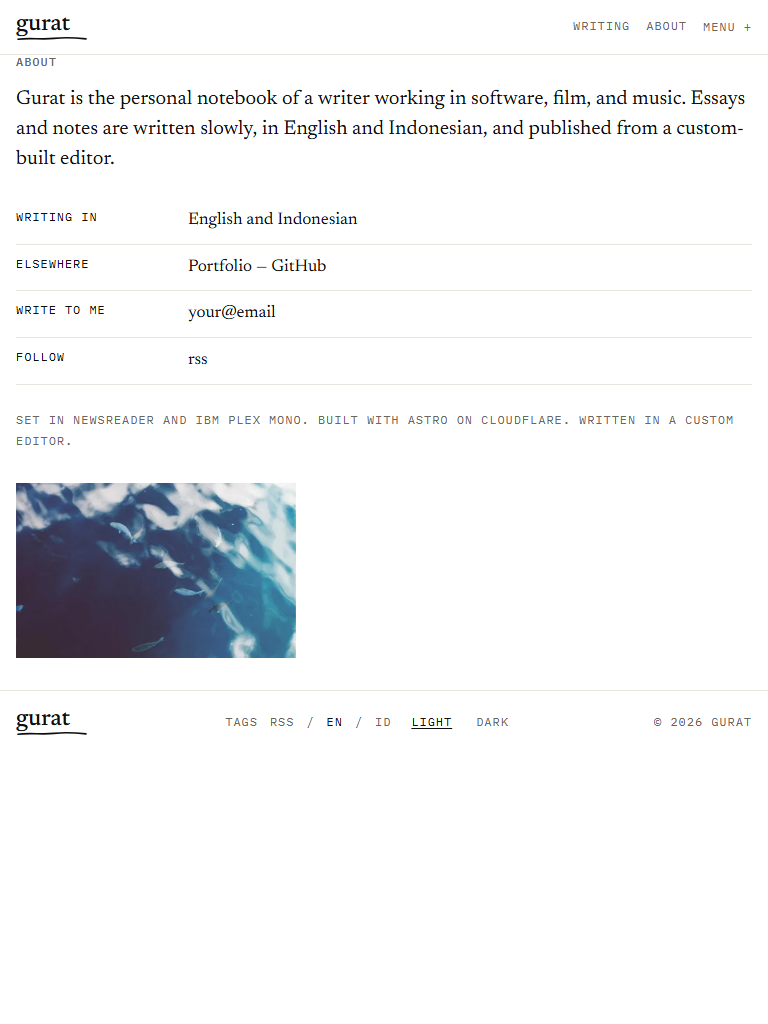 gurat
WRITING ABOUT MENU +
ABOUT
Gurat is the personal notebook of a writer working in software, film, and music. Essays
and notes are written slowly, in English and Indonesian, and published from a custom-
built editor.
WRITING IN English and Indonesian
ELSEWHERE Portfolio — GitHub
WRITE TO ME your@email
FOLLOW rss
SET IN NEWSREADER AND IBM PLEX MONO. BUILT WITH ASTRO ON CLOUDFLARE. WRITTEN IN A CUSTOM
EDITOR.
gurat
TAGS RSS / EN / ID LIGHT DARK
© 2026 GURAT